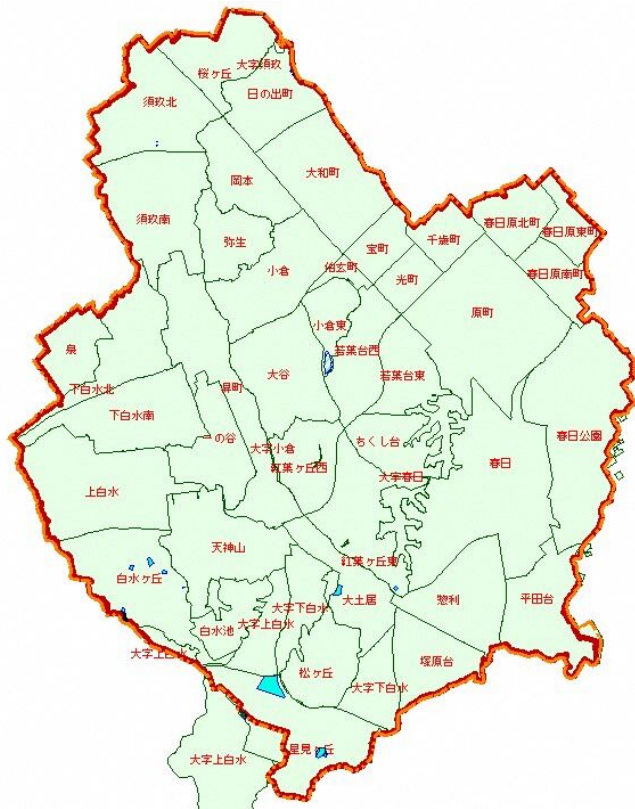 大字須玖
桜ヶ丘
須玖北
日の出町
大和町
岡本
須玖南
春日原北町
千歳町
春日原東町
弥生
宝町
小倉
伯玄町
春日原南町
光町
原町
小倉東
泉
若葉台西
大谷
若葉台東
下白水北
昇町
下白水南
の谷
ちくし台
春日公園
大字小倉
紅葉ヶ丘西
春日
大字春日
上白水
天神山
紅葉ヶ丘東
白水ヶ丘
惣利
平田台
大字下白水
大土居
白水池
大字上白水
大字上白水
塚原台
松ヶ丘
大字下白水
星見ヶ丘
大字上白水